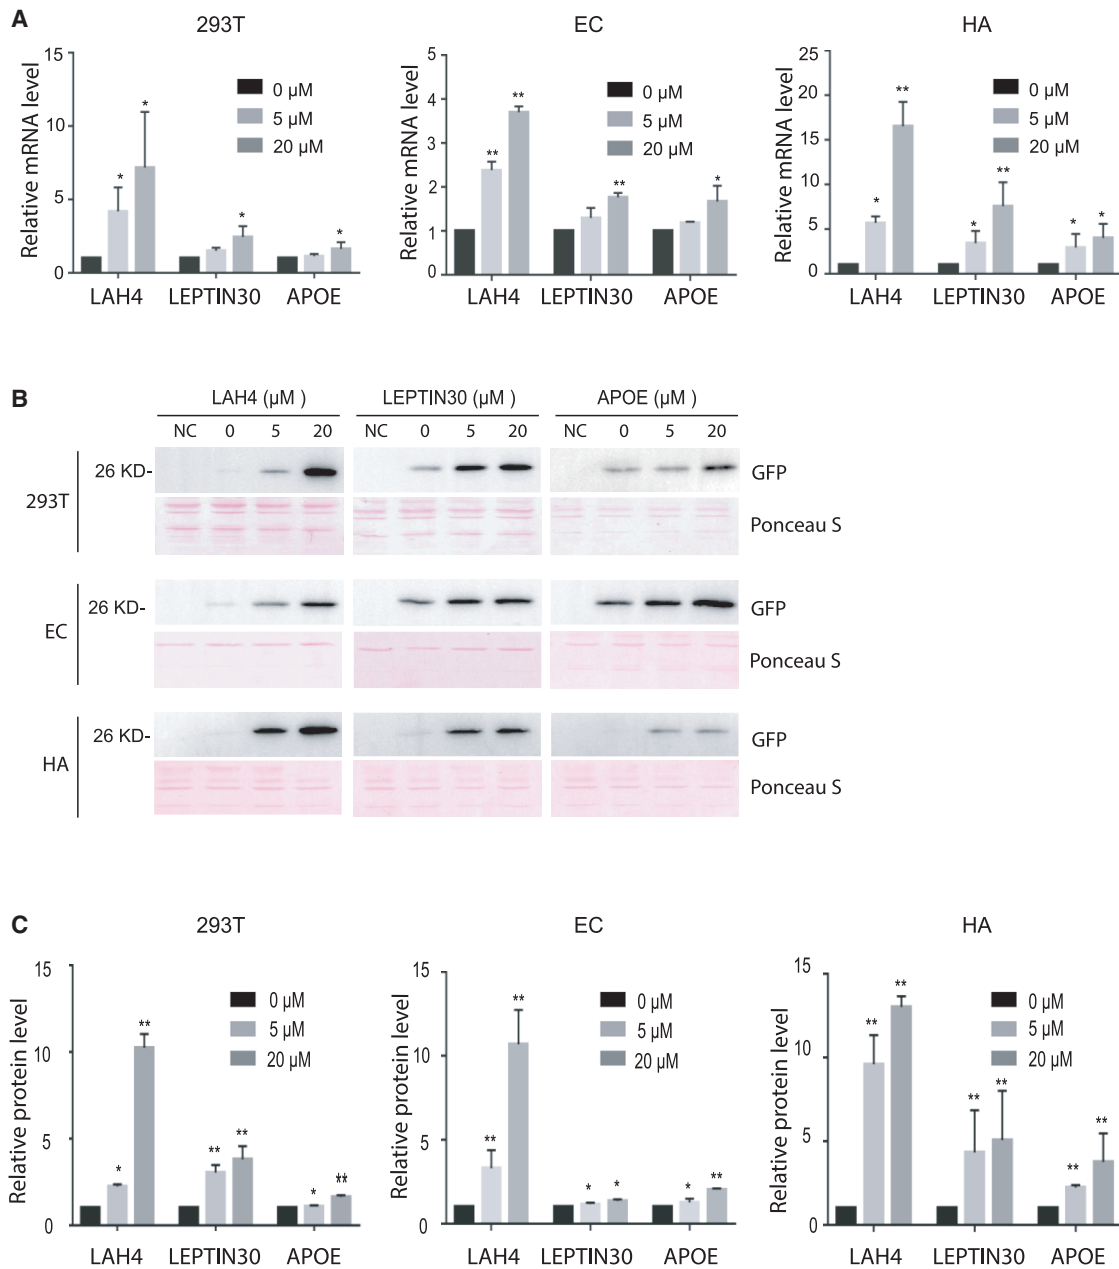 A
293T
EC
HA
Relative mRNA level
15
10
5
0
* * * *
0 µM
5 µM
20 µM
LAH4 LEPTIN30 APOE
Relative mRNA level
5
4
3
2
1
0
** ** ** *
0 µM
5 µM
20 µM
LAH4 LEPTIN30 APOE
Relative mRNA level
25
20
15
10
5
0
* ** * ** * *
0 µM
5 µM
20 µM
LAH4 LEPTIN30 APOE
B
LAH4 (µM ) LEPTIN30 (µM ) APOE (µM )
NC 0 5 20 NC 0 5 20 NC 0 5 20
293T
26 KD- GFP
Ponceau S
EC
26 KD- GFP
Ponceau S
HA
26 KD- GFP
Ponceau S
C
293T
EC
HA
Relative protein level
15
10
5
0
* ** ** ** * **
0 µM
5 µM
20 µM
LAH4 LEPTIN30 APOE
Relative protein level
15
10
5
0
** ** * * * **
0 µM
5 µM
20 µM
LAH4 LEPTIN30 APOE
Relative protein level
15
10
5
0
** ** ** ** ** **
0 µM
5 µM
20 µM
LAH4 LEPTIN30 APOE